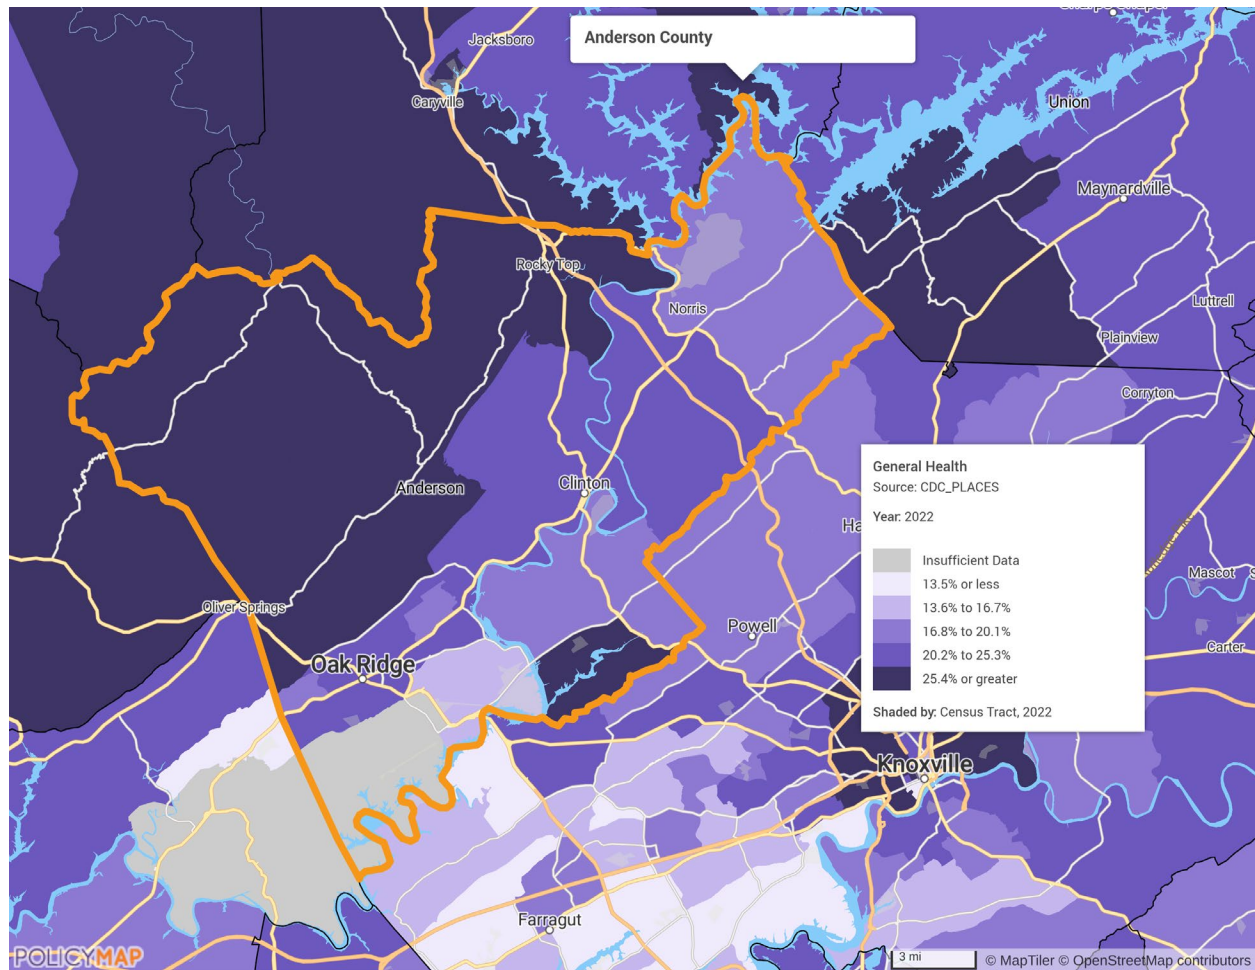 Jacksboro
Anderson County
Caryville
Union
Maynardville
Rocky Top
Norris
Luttrell
Plainview
Corryton
General Health
Source: CDC_PLACES
Year: 2022
Insufficient Data
13.5% or less
13.6% to 16.7%
16.8% to 20.1%
20.2% to 25.3%
25.4% or greater
Shaded by: Census Tract, 2022
Anderson
Clinton
Ha
Mascot
S
Oliver Springs
Powell
Carter
Oak Ridge
Knoxville
Farragut
POLICYMAP
3 mi
© MapTiler © OpenStreetMap contributors